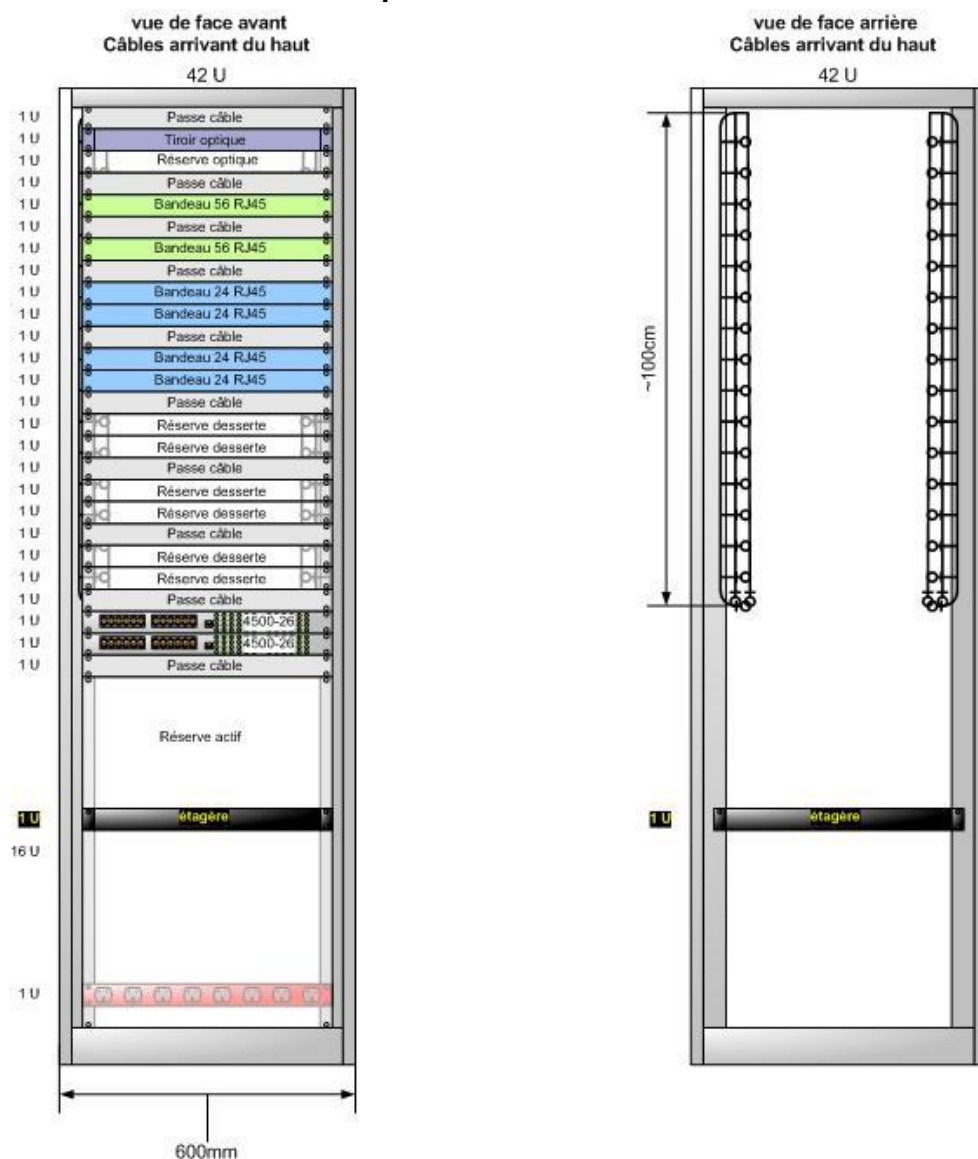 vue de face avant
Câbles arrivant du haut
42 U
1 U Passe câble
1 U Tiroir optique
1 U Réserve optique
1 U Passe câble
1 U Bandeau 56 RJ45
1 U Passe câble
1 U Bandeau 56 RJ45
1 U Passe câble
1 U Bandeau 24 RJ45
1 U Bandeau 24 RJ45
1 U Passe câble
1 U Bandeau 24 RJ45
1 U Bandeau 24 RJ45
1 U Passe câble
1 U Réserve desserte
1 U Réserve desserte
1 U Passe câble
1 U Réserve desserte
1 U Réserve desserte
1 U Passe câble
1 U Réserve desserte
1 U Réserve desserte
1 U Passe câble
1 U 4500-26
1 U 4500-26
1 U Passe câble
Réserve actif
1 U étagère
16 U
1 U
600mm
vue de face arrière
Câbles arrivant du haut
42 U
~100cm
1 U étagère